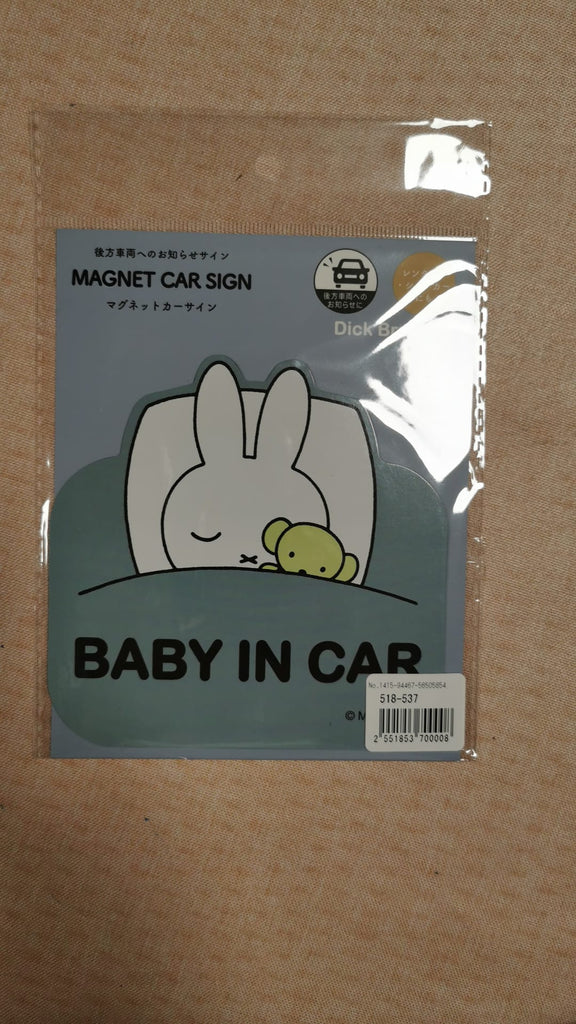 後方車両へのお知らせサイン
MAGNET CAR SIGN
マグネットカーサイン
後方車両への
お知らせに
Dick
BABY IN CAR
©
No.1415-94467-58505854
518-537
2 551853 700008